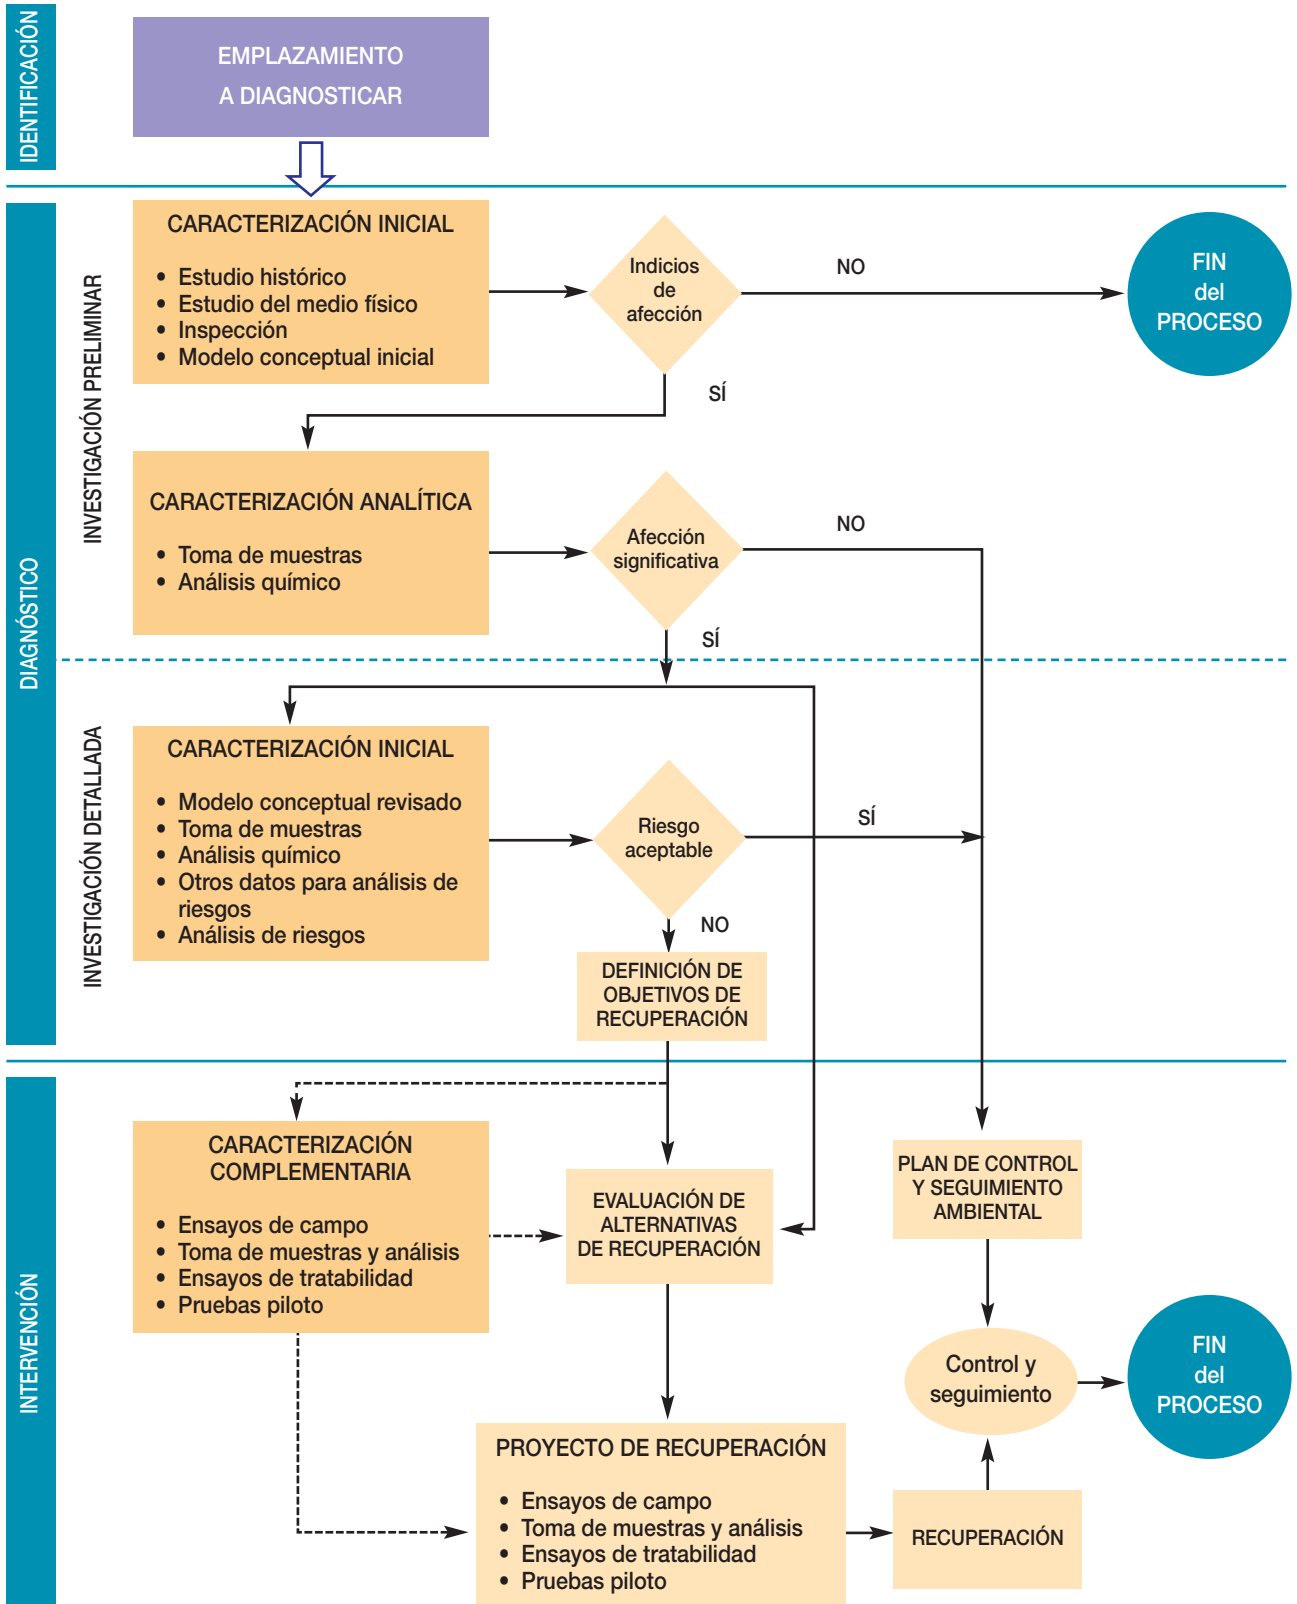 IDENTIFICACIÓN
EMPLAZAMIENTO
A DIAGNOSTICAR
DIAGNÓSTICO
INVESTIGACIÓN PRELIMINAR
CARACTERIZACIÓN INICIAL
• Estudio histórico
• Estudio del medio físico
• Inspección
• Modelo conceptual inicial
Indicios
de
afección
NO
FIN
del
PROCESO
SÍ
CARACTERIZACIÓN ANALÍTICA
• Toma de muestras
• Análisis químico
Afección
significativa
NO
SÍ
INVESTIGACIÓN DETALLADA
CARACTERIZACIÓN INICIAL
• Modelo conceptual revisado
• Toma de muestras
• Análisis químico
• Otros datos para análisis de
riesgos
• Análisis de riesgos
Riesgo
aceptable
SÍ
NO
DEFINICIÓN DE
OBJETIVOS DE
RECUPERACIÓN
INTERVENCIÓN
CARACTERIZACIÓN
COMPLEMENTARIA
• Ensayos de campo
• Toma de muestras y análisis
• Ensayos de tratabilidad
• Pruebas piloto
EVALUACIÓN DE
ALTERNATIVAS
DE RECUPERACIÓN
PLAN DE CONTROL
Y SEGUIMIENTO
AMBIENTAL
Control y
seguimiento
FIN
del
PROCESO
PROYECTO DE RECUPERACIÓN
• Ensayos de campo
• Toma de muestras y análisis
• Ensayos de tratabilidad
• Pruebas piloto
RECUPERACIÓN